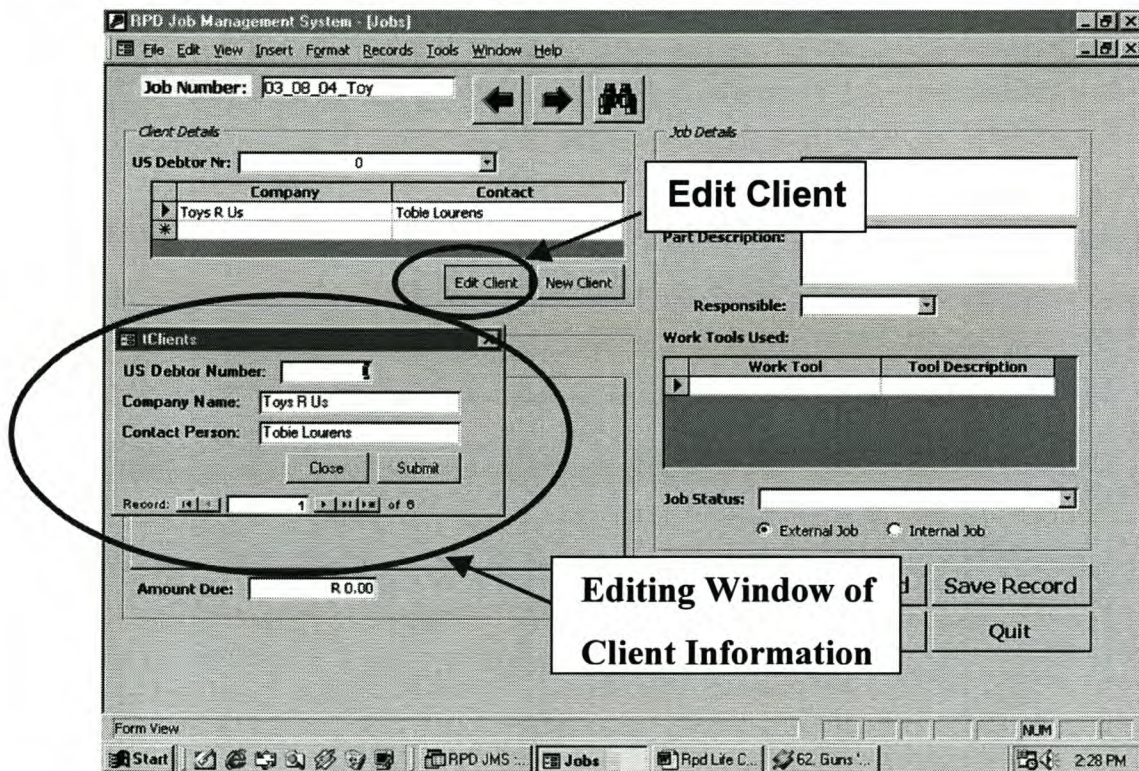 RPD Job Management System - [Jobs]
File Edit View Insert Format Records Tools Window Help
Job Number: 03_08_04_Toy
Client Details
US Debtor Nr: 0
Company Contact
Toys R Us Tobie Lourens
Edit Client New Client
Job Details
Edit Client
Part Description:
Responsible:
Work Tools Used:
Work Tool Tool Description
Job Status:
External Job Internal Job
tClients
US Debtor Number:
Company Name: Toys R Us
Contact Person: Tobie Lourens
Close Submit
Record: 1 of 6
Amount Due: R 0.00
Editing Window of
Client Information
Save Record
Quit
Form View NUM
Start RPD JMS :... Jobs Rpd Life C... 62. Guns '... 2:28 PM